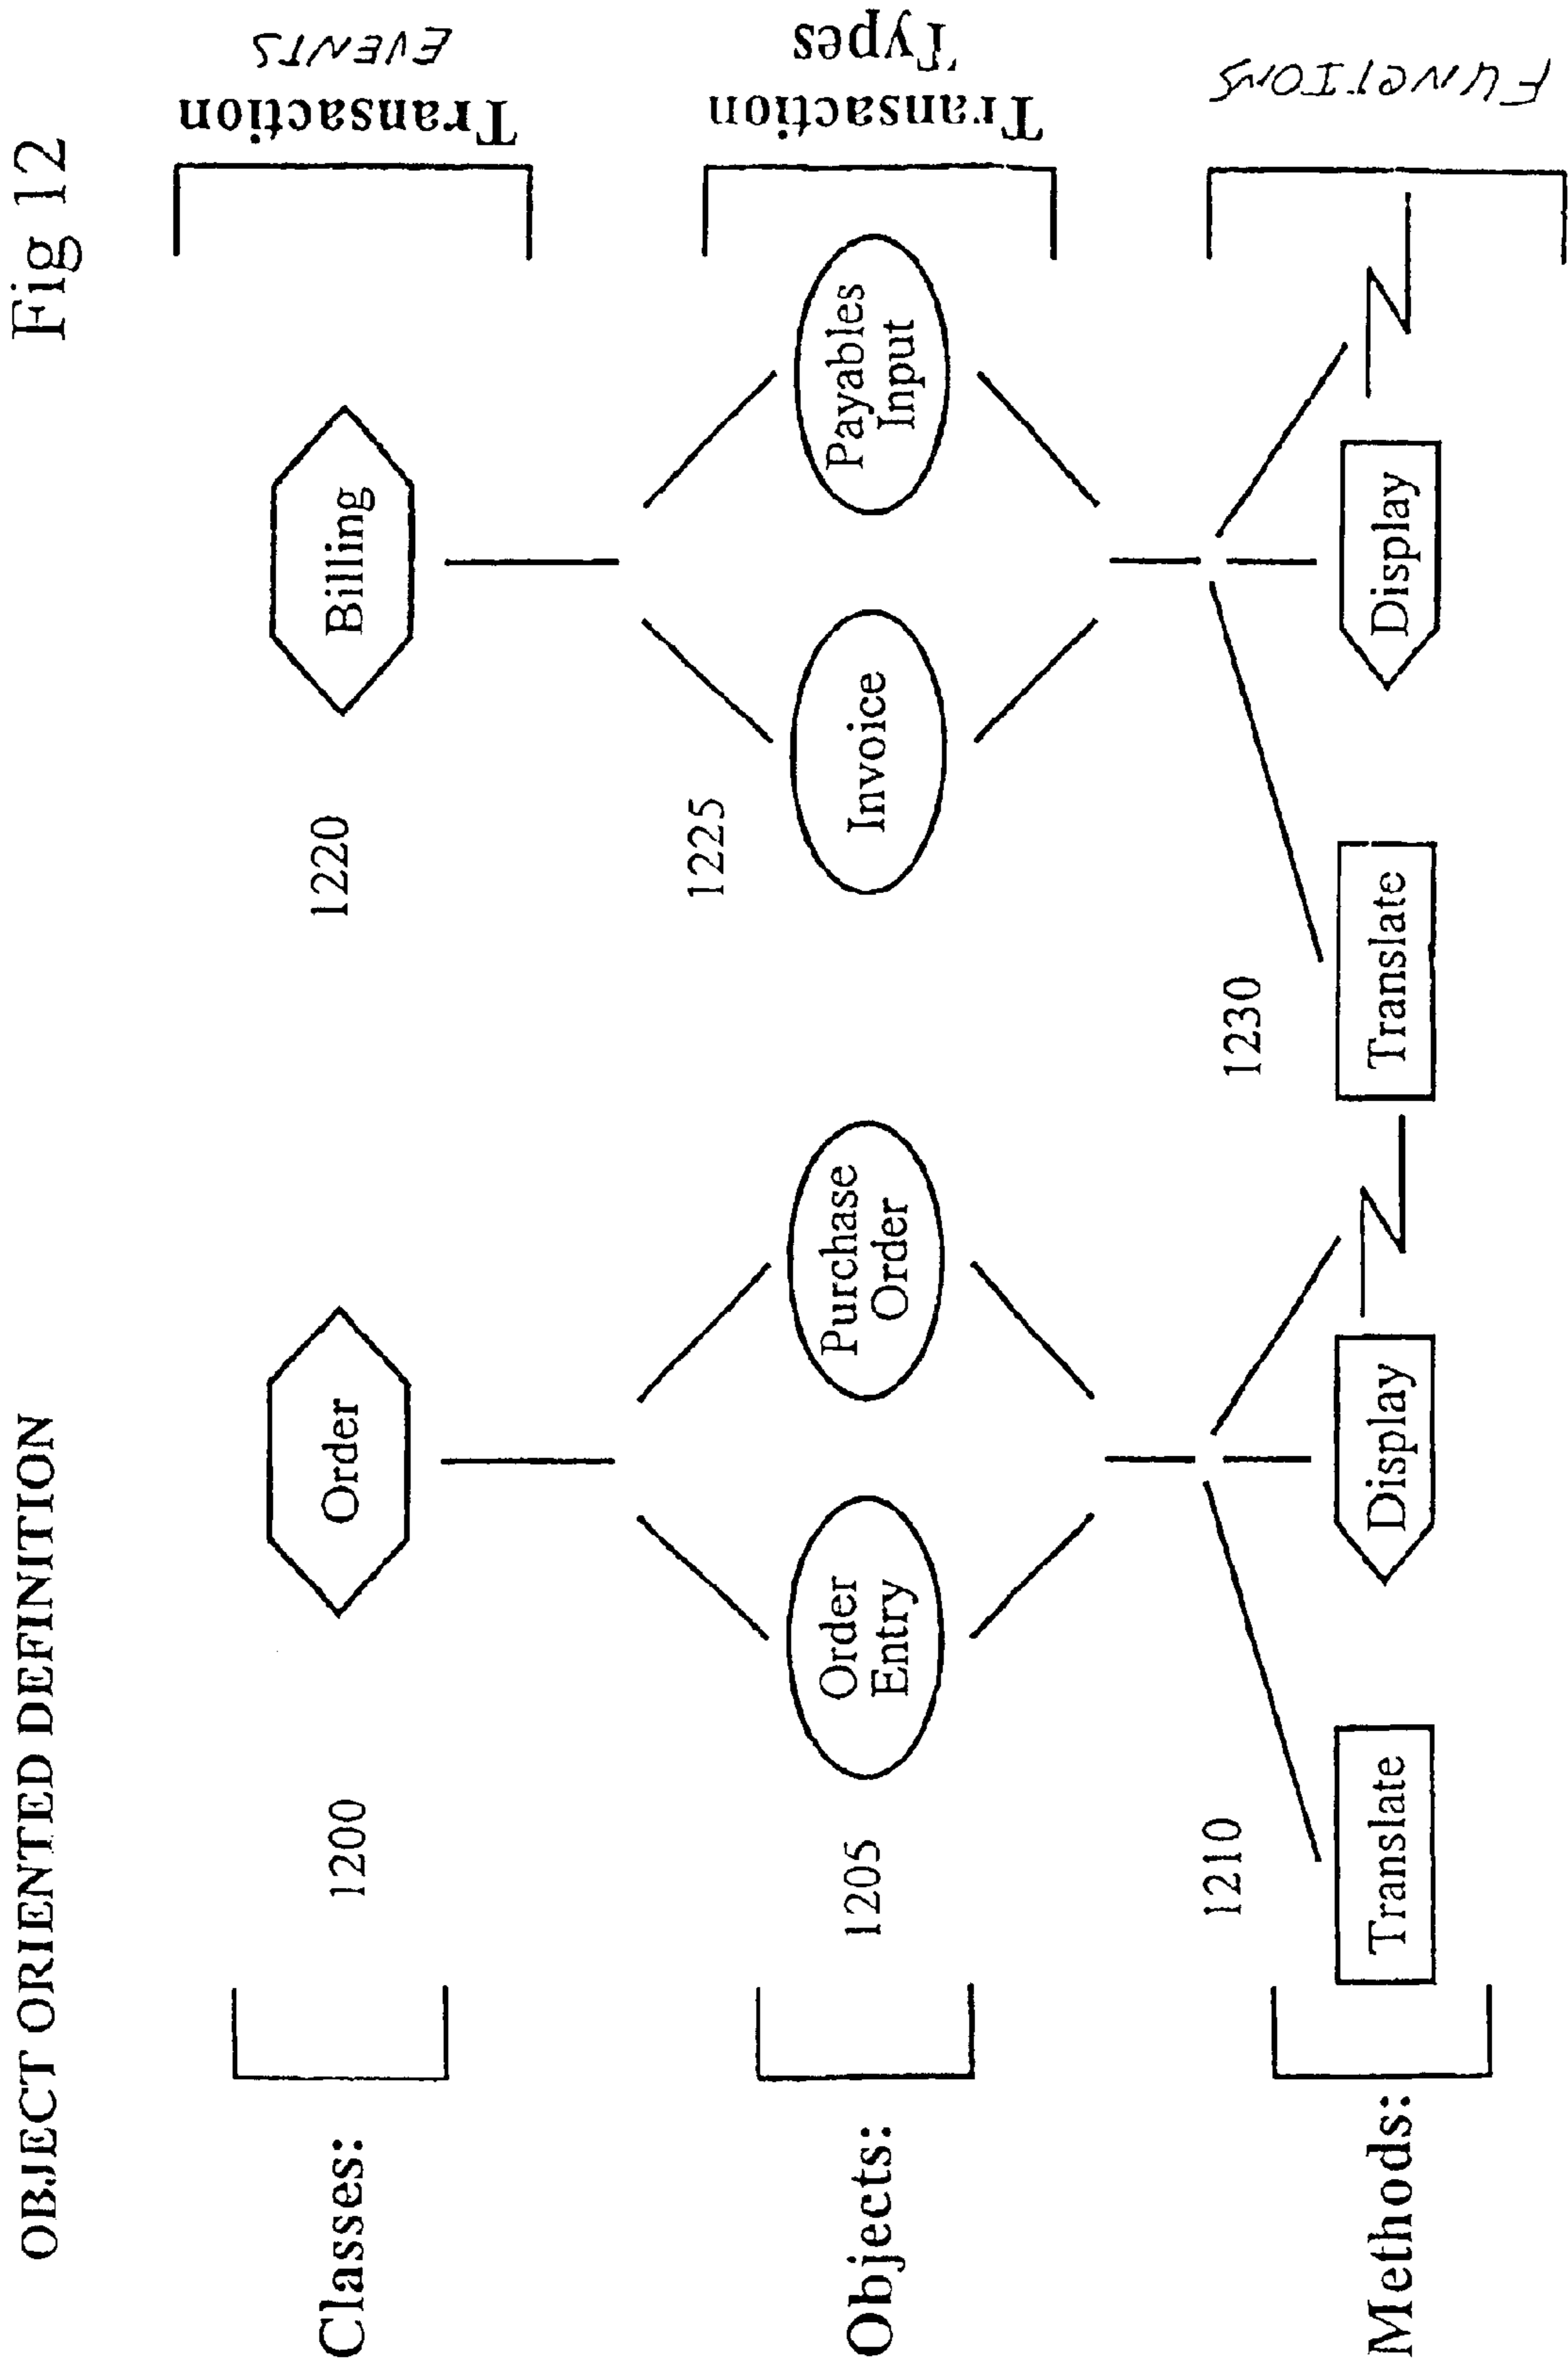 Fig 12
OBJECT ORIENTED DEFINITION
Classes:
1200
Order
1220
Billing
Transaction
EVENTS
Objects:
1205
Order
Entry
Purchase
Order
1225
Invoice
Payables
Input
Transaction
Types
Methods:
1210
Translate
Display
1230
Translate
Display
FUNCTIONS